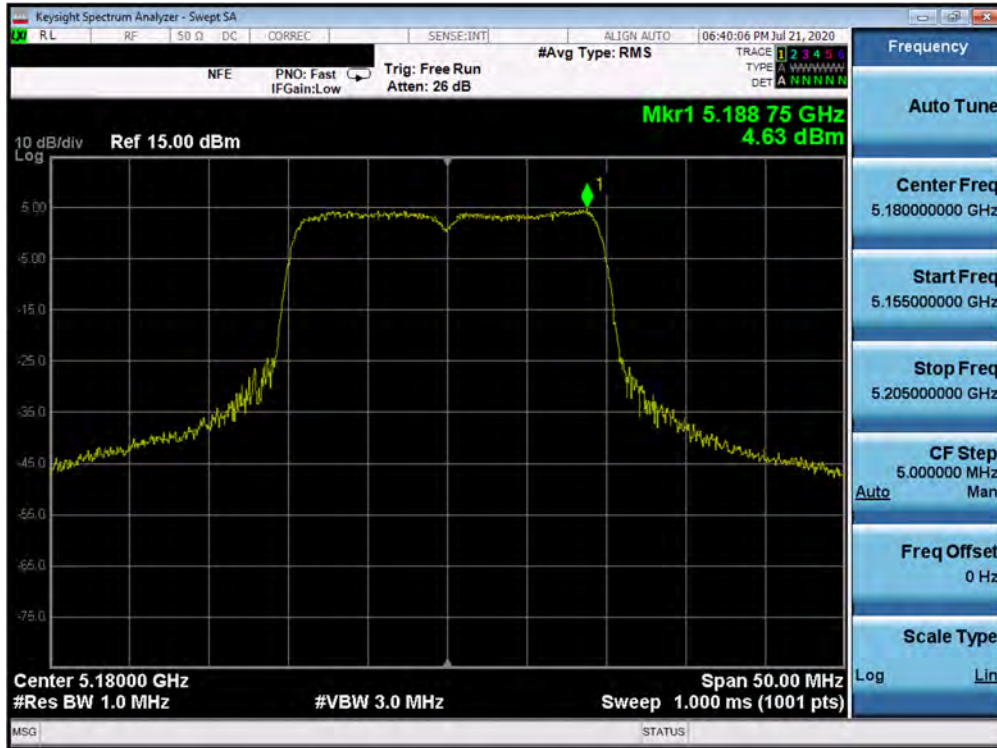 Keysight Spectrum Analyzer - Swept SA
RL RF 50 Ω DC CORREC SENSE:INT ALIGN AUTO 06:40:06 PM Jul 21, 2020
NFE PNO: Fast IFGain:Low Trig: Free Run Atten: 26 dB #Avg Type: RMS
TRACE 1 2 3 4 5 6
TYPE A WWWWW
DET A N N N N N
Mkr1 5.188 75 GHz
4.63 dBm
10 dB/div Ref 15.00 dBm
Log
1
5.00
-5.00
-15.0
-25.0
-35.0
-45.0
-55.0
-65.0
-75.0
Center 5.18000 GHz Span 50.00 MHz
#Res BW 1.0 MHz #VBW 3.0 MHz Sweep 1.000 ms (1001 pts)
MSG STATUS
Frequency
Auto Tune
Center Freq
5.180000000 GHz
Start Freq
5.155000000 GHz
Stop Freq
5.205000000 GHz
CF Step
5.000000 MHz
Auto Man
Freq Offset
0 Hz
Scale Type
Log Lin